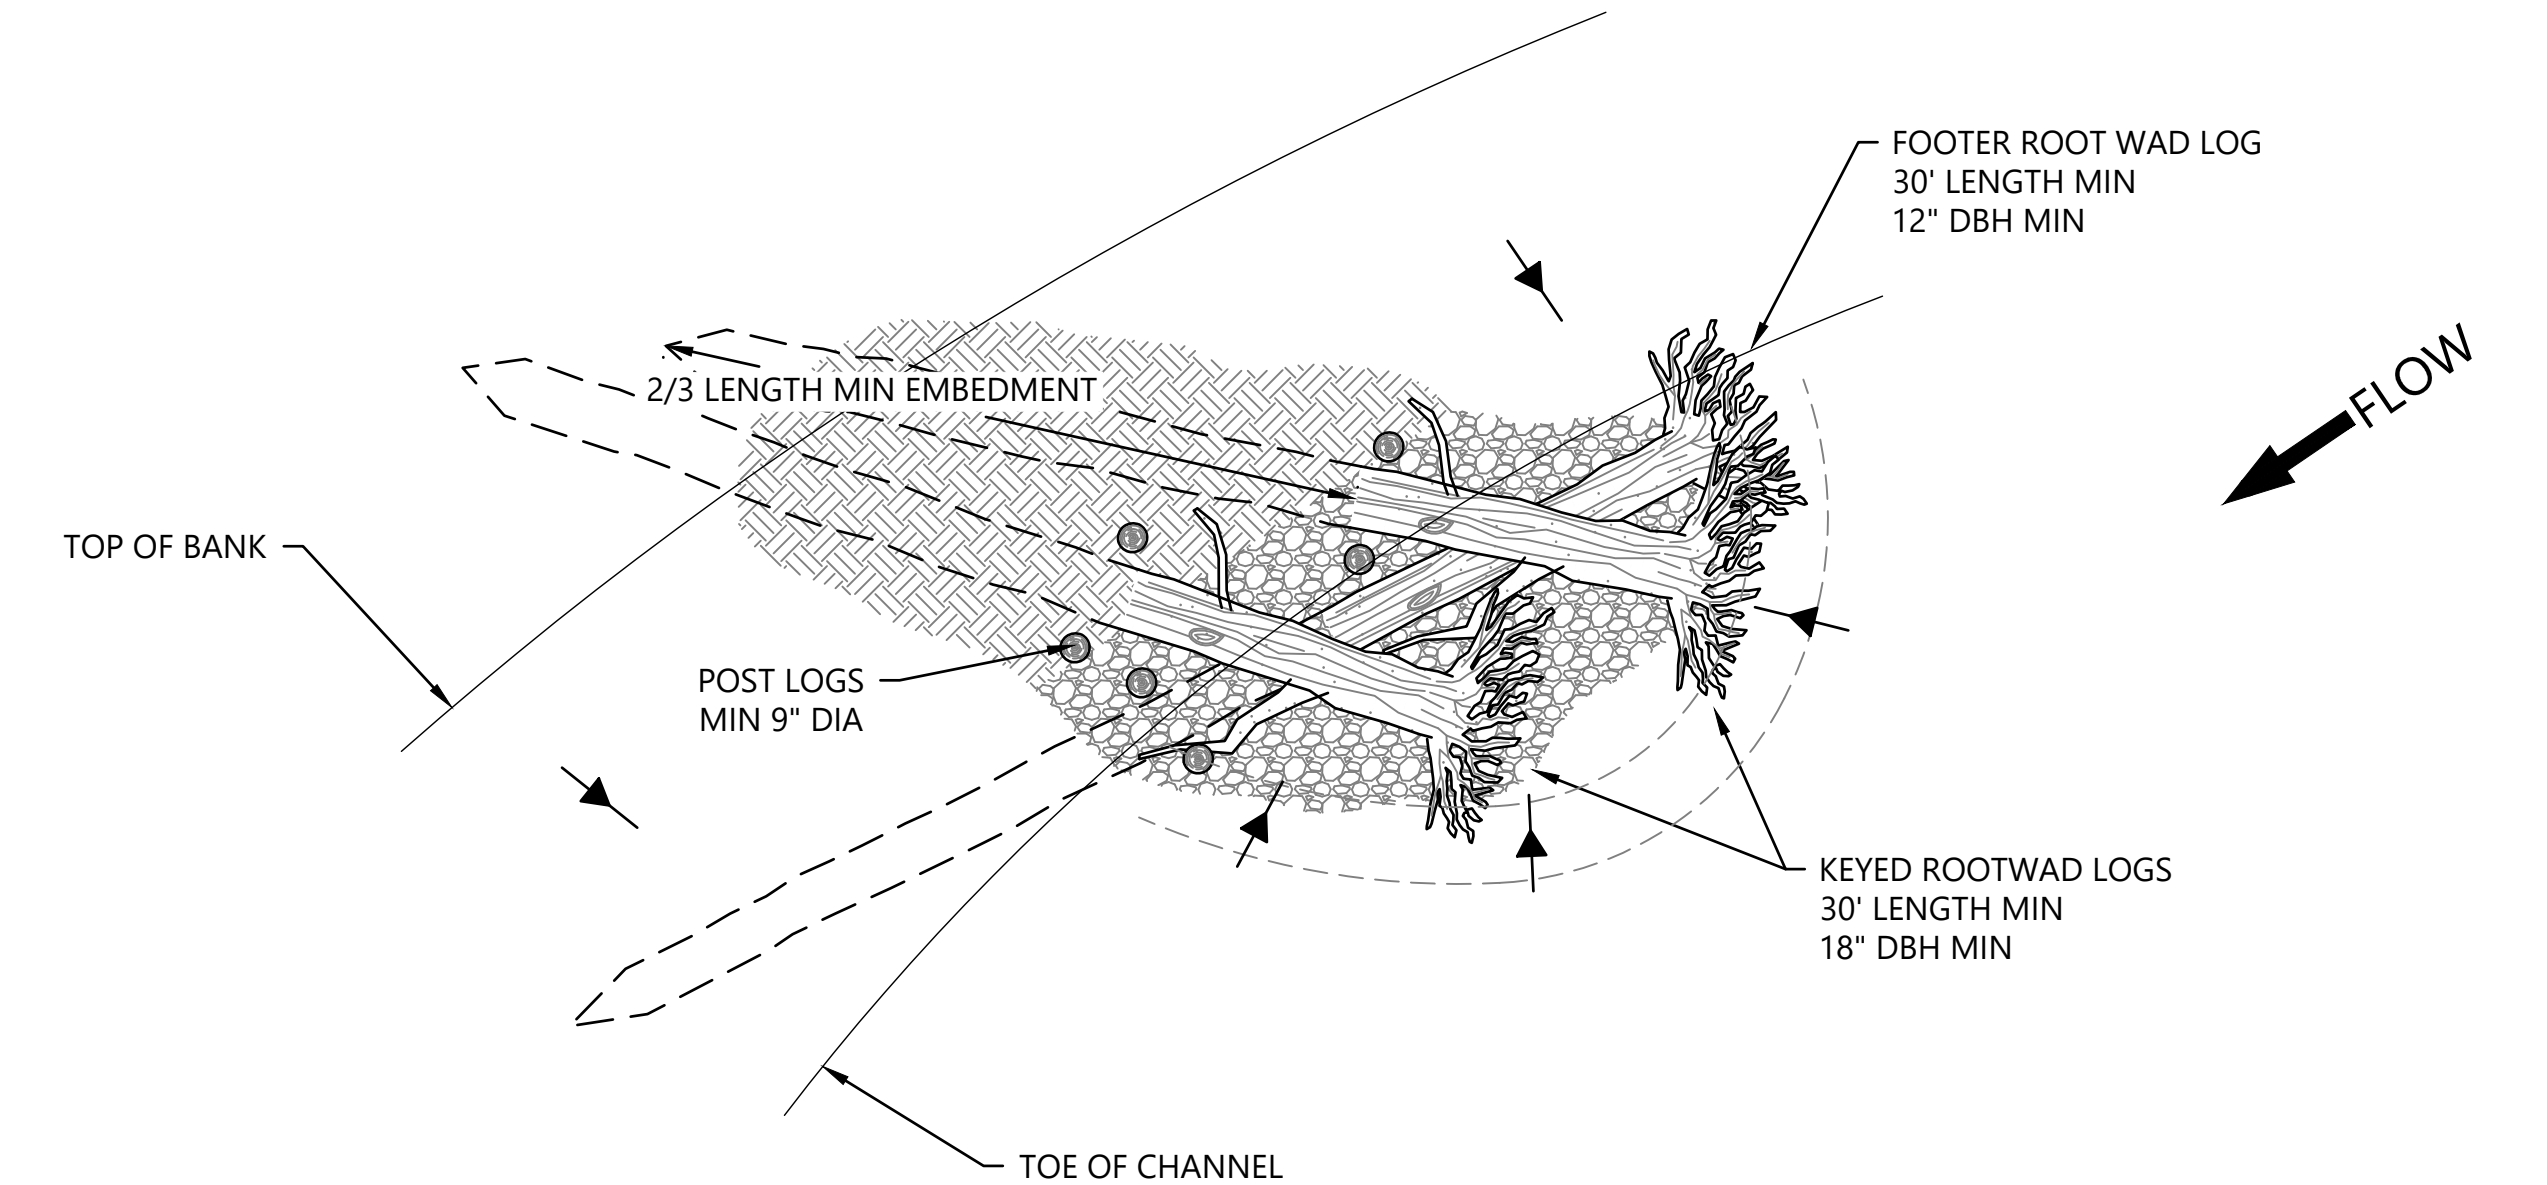 FOOTER ROOT WAD LOG
30' LENGTH MIN
12" DBH MIN
FLOW
2/3 LENGTH MIN EMBEDMENT
TOP OF BANK
POST LOGS
MIN 9" DIA
KEYED ROOTWAD LOGS
30' LENGTH MIN
18" DBH MIN
TOE OF CHANNEL